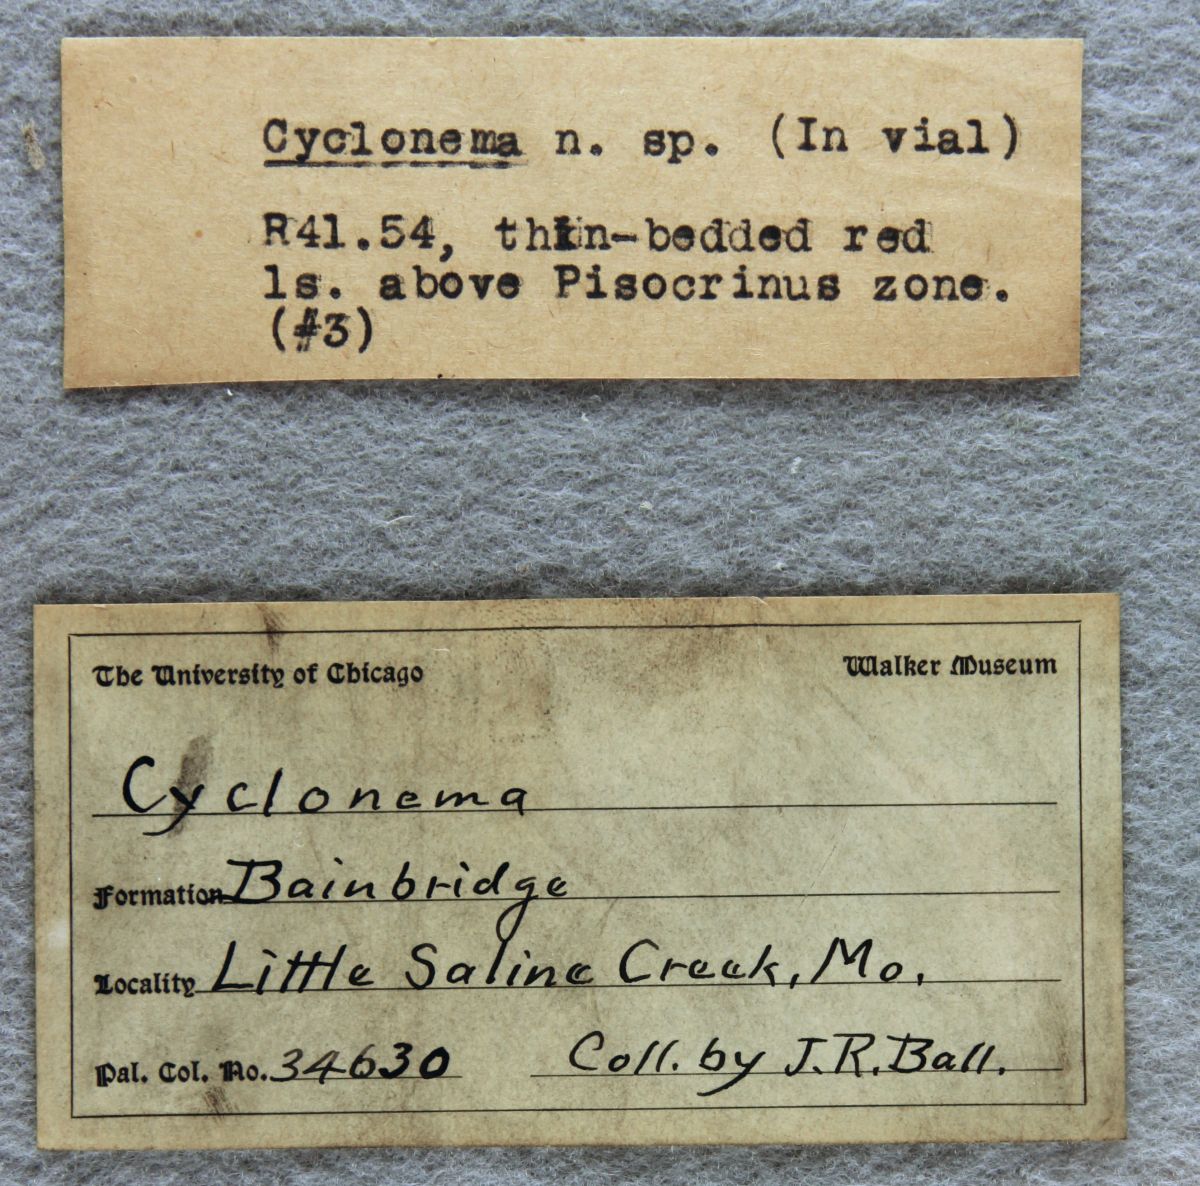 Cyclonema n. sp. (In vial)
R41.54, thin-bedded red
ls. above Pisocrinus zone.
(#3)
The University of Chicago
Walker Museum
Cyclonema
Formation Bainbridge
Locality Little Saline Creek, Mo.
Pal. Col. No. 34630 Coll. by J.R. Ball.